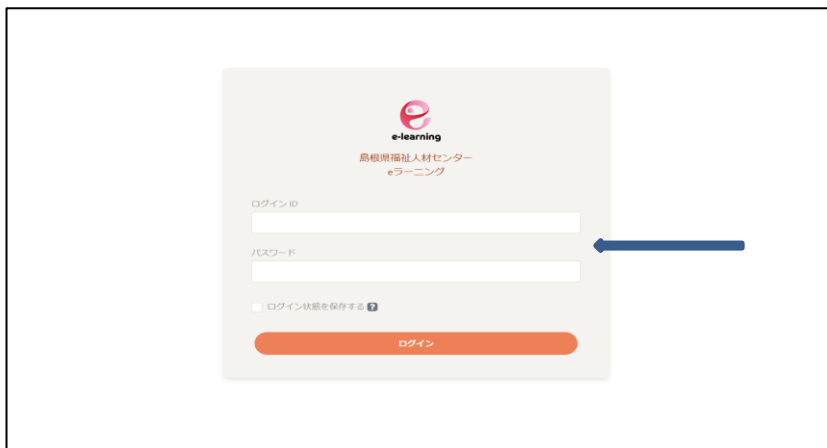 e-learning
島根県福祉人材センター
eラーニング
ログイン ID
パスワード
ログイン状態を保存する ?
ログイン